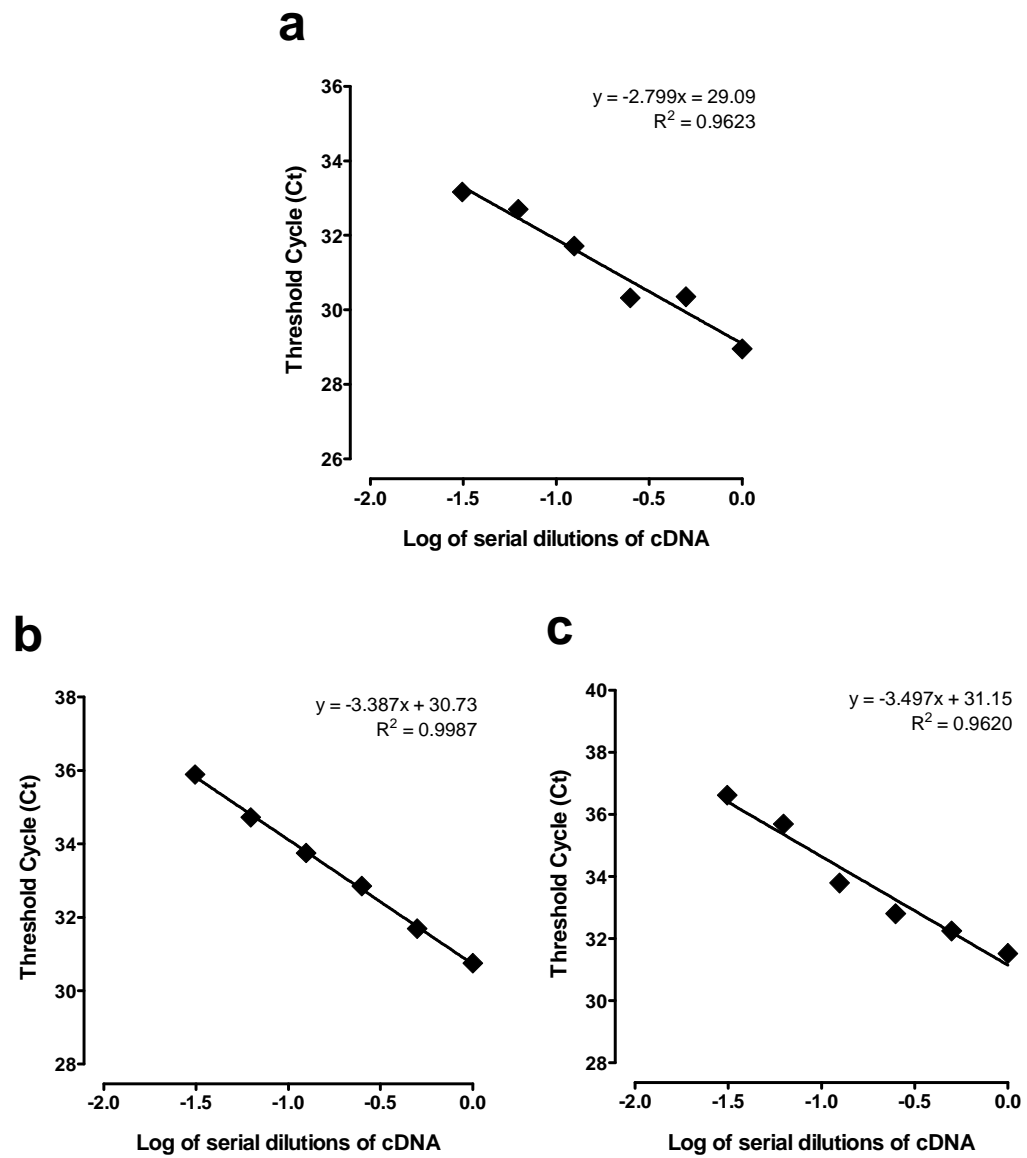 a
y = -2.799x = 29.09
R² = 0.9623
36
34
32
30
28
26
Threshold Cycle (Ct)
-2.0 -1.5 -1.0 -0.5 0.0
Log of serial dilutions of cDNA
b
y = -3.387x + 30.73
R² = 0.9987
38
36
34
32
30
28
Threshold Cycle (Ct)
-2.0 -1.5 -1.0 -0.5 0.0
Log of serial dilutions of cDNA
c
y = -3.497x + 31.15
R² = 0.9620
40
38
36
34
32
30
28
Threshold Cycle (Ct)
-2.0 -1.5 -1.0 -0.5 0.0
Log of serial dilutions of cDNA